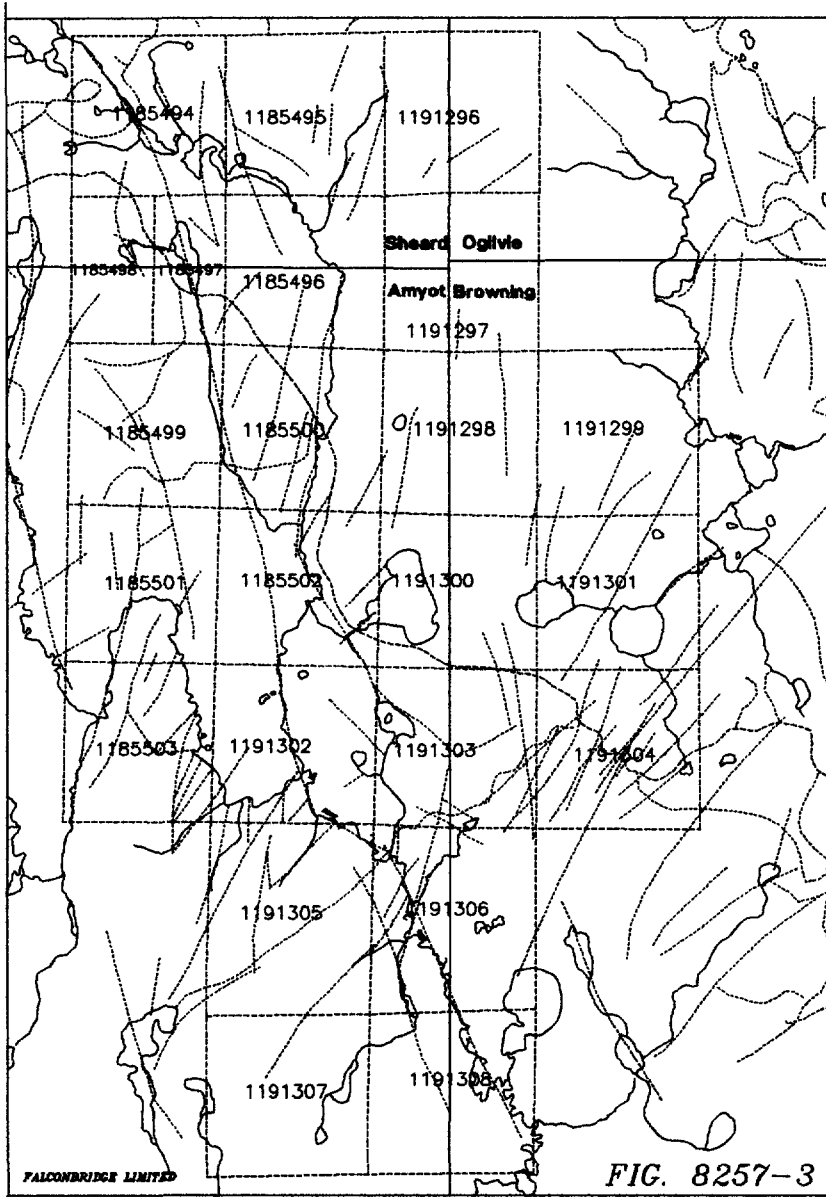 1185494 1185495 1191296
Sheard Ogilvie
1185498 1185497 1185496
Amyot Browning
1191297
1185499 1185500 1191298 1191299
1185501 1185502 1191300 1191301
1185503 1191302 1191303 1191304
1191305 1191306
1191307 1191308
FALCONBRIDGE LIMITED FIG. 8257-3